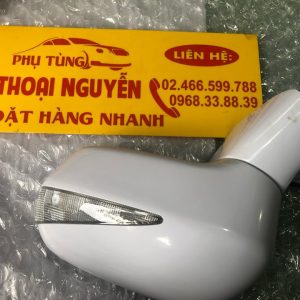 PHỤ TÙNG
THOẠI NGUYỄN
ĐẶT HÀNG NHANH
LIÊN HỆ:
02.466.599.788
0968.33.88.39